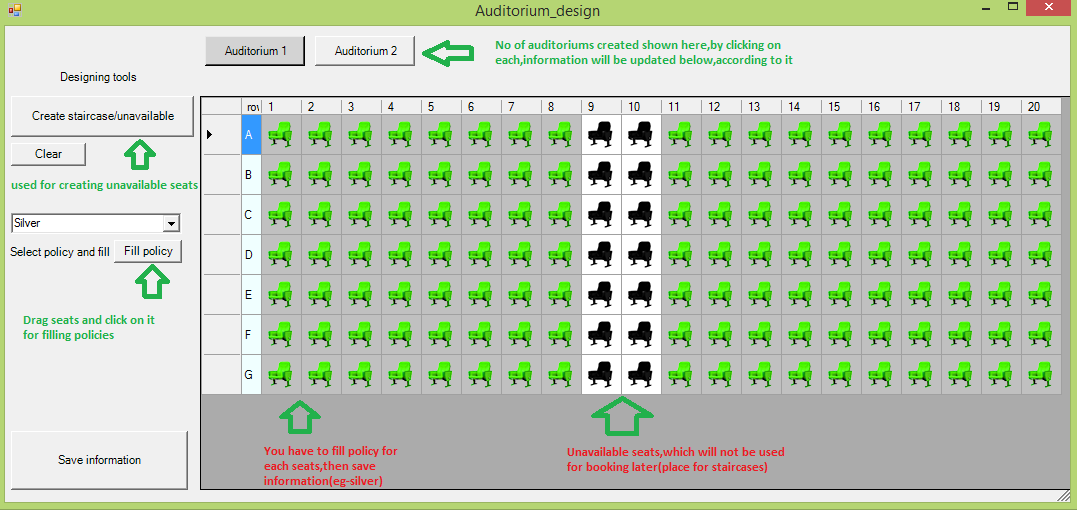 Auditorium_design
Auditorium 1
Auditorium 2
No of auditoriums created shown here,by clicking on
each,information will be updated below,according to it
Designing tools
Create staircase/unavailable
Clear
used for creating unavailable seats
Silver
Select policy and fill
Fill policy
Drag seats and click on it
for filling policies
Save information
1 2 3 4 5 6 7 8 9 10 11 12 13 14 15 16 17 18 19 20
A
B
C
D
E
F
G
You have to fill policy for
each seats,then save
information(eg-silver)
Unavailable seats,which will not be used
for booking later(place for staircases)